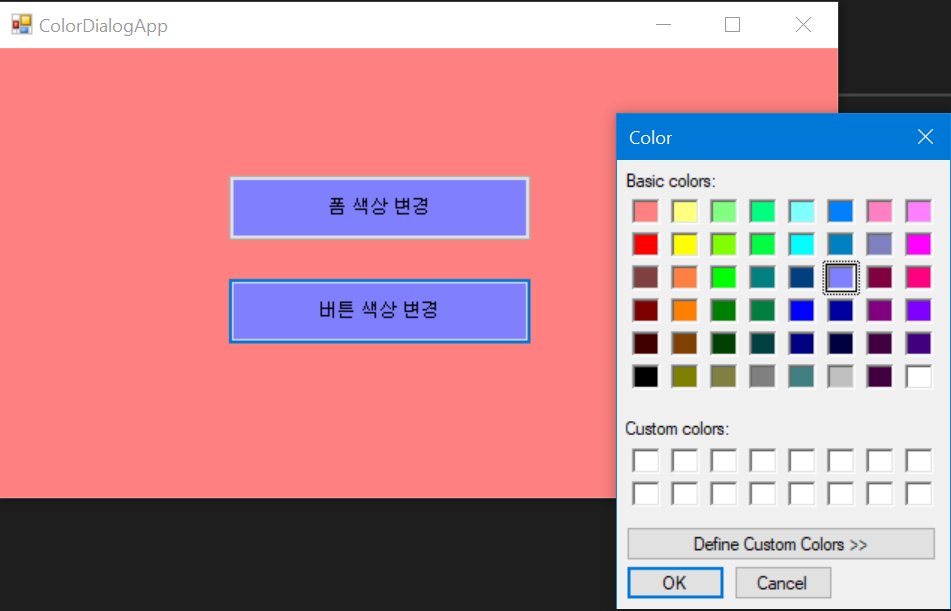 ColorDialogApp
폼 색상 변경
버튼 색상 변경
Color
Basic colors:
Custom colors:
Define Custom Colors >>
OK
Cancel